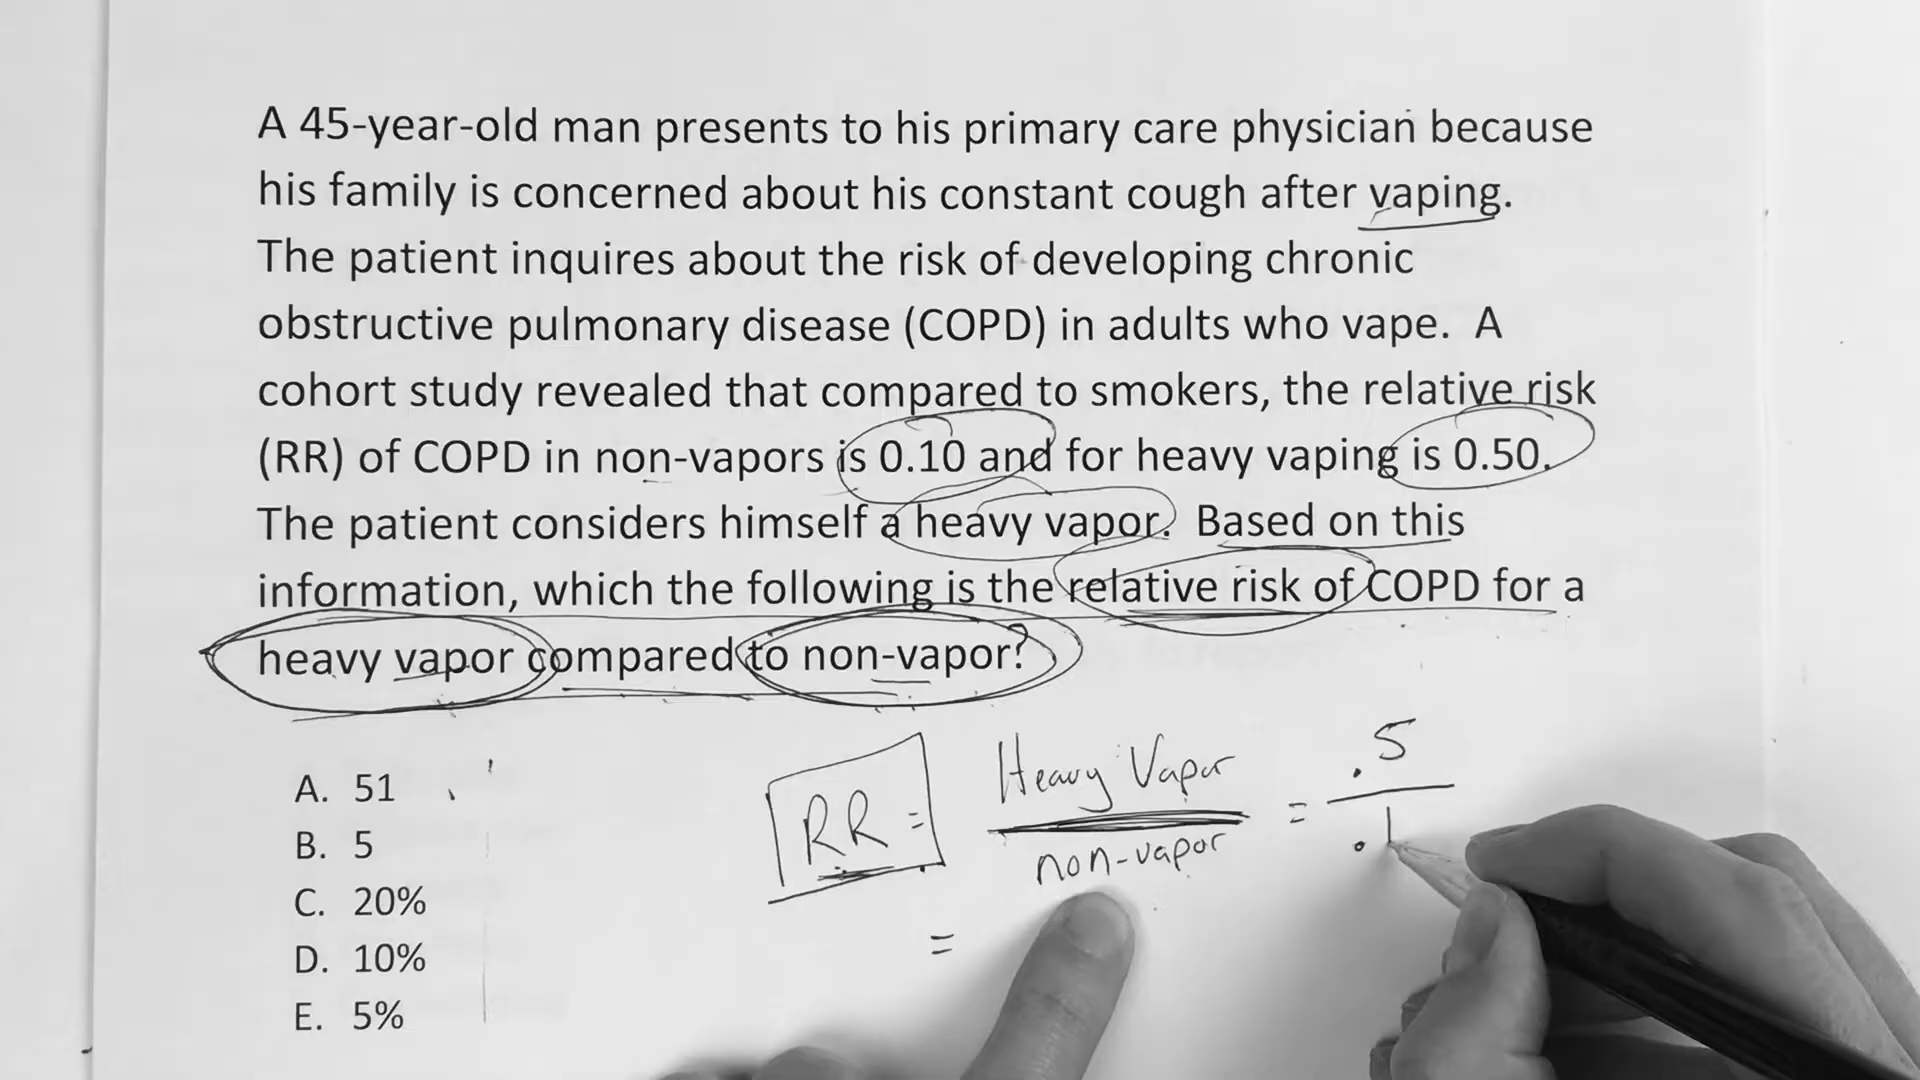 A 45-year-old man presents to his primary care physician because
his family is concerned about his constant cough after vaping.
The patient inquires about the risk of developing chronic
obstructive pulmonary disease (COPD) in adults who vape. A
cohort study revealed that compared to smokers, the relative risk
(RR) of COPD in non-vapors is 0.10 and for heavy vaping is 0.50.
The patient considers himself a heavy vapor. Based on this
information, which the following is the relative risk of COPD for a
heavy vapor compared to non-vapor?
A. 51
B. 5
C. 20%
D. 10%
E. 5%
RR = Heavy Vapor = .5
non-vapor .1
=